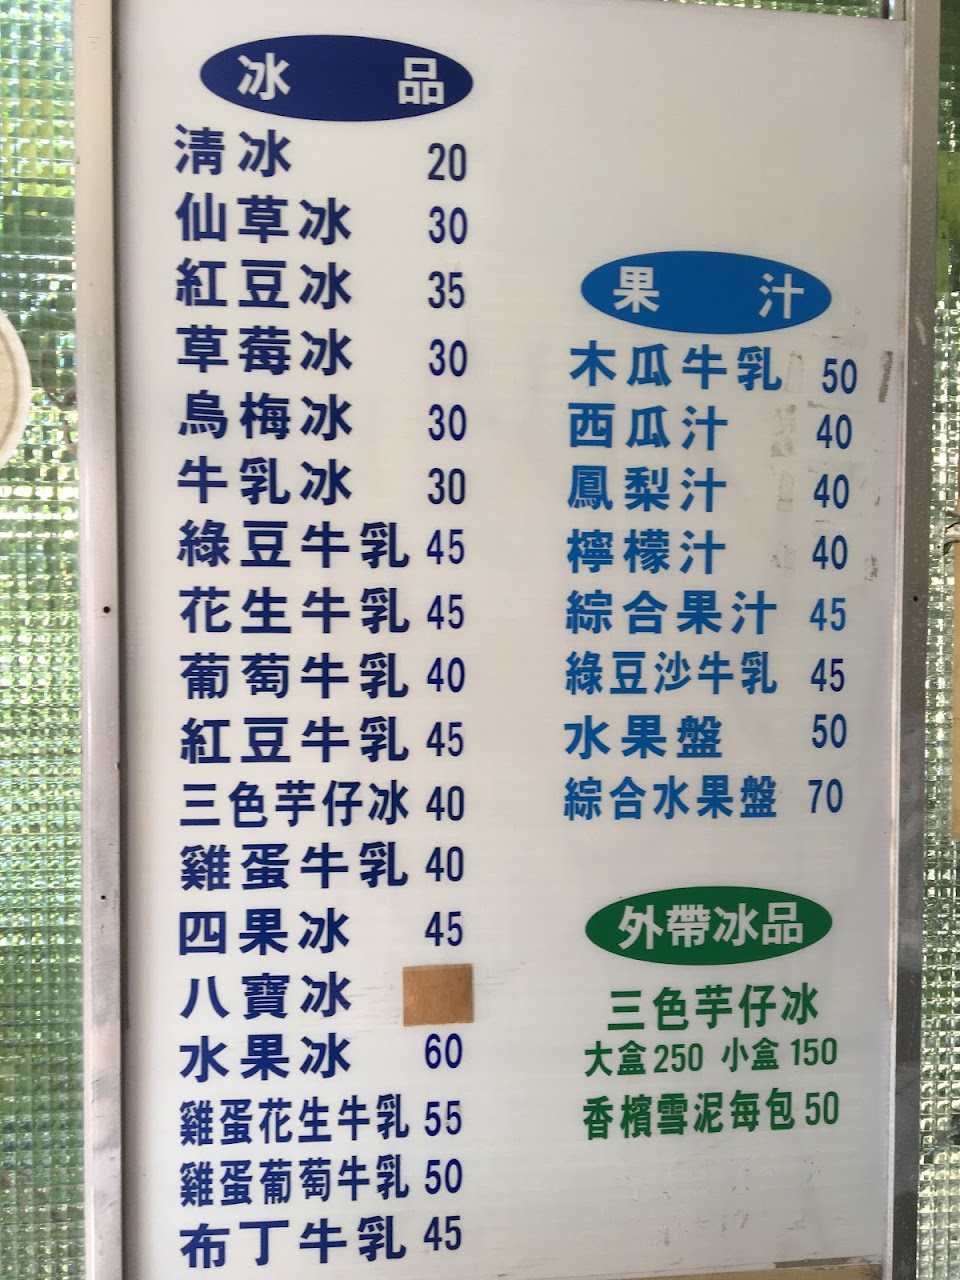 冰品
清冰 20
仙草冰 30
紅豆冰 35
草莓冰 30
烏梅冰 30
牛乳冰 30
綠豆牛乳 45
花生牛乳 45
葡萄牛乳 40
紅豆牛乳 45
三色芋仔冰 40
雞蛋牛乳 40
四果冰 45
八寶冰
水果冰 60
雞蛋花生牛乳 55
雞蛋葡萄牛乳 50
布丁牛乳 45
果汁
木瓜牛乳 50
西瓜汁 40
鳳梨汁 40
檸檬汁 40
綜合果汁 45
綠豆沙牛乳 45
水果盤 50
綜合水果盤 70
外帶冰品
三色芋仔冰
大盒250 小盒150
香檳雪泥每包50